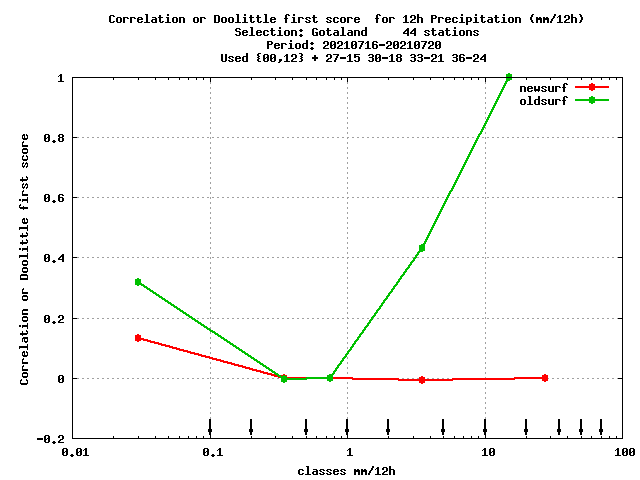 Correlation or Doolittle first score  for 12h Precipitation (mm/12h)
Selection: Gotaland     44 stations
Period: 20210716-20210720
Used {00,12} + 27-15 30-18 33-21 36-24
newsurf
oldsurf
Correlation or Doolittle first score
1
0.8
0.6
0.4
0.2
0
-0.2
0.01 0.1 1 10 100
classes mm/12h